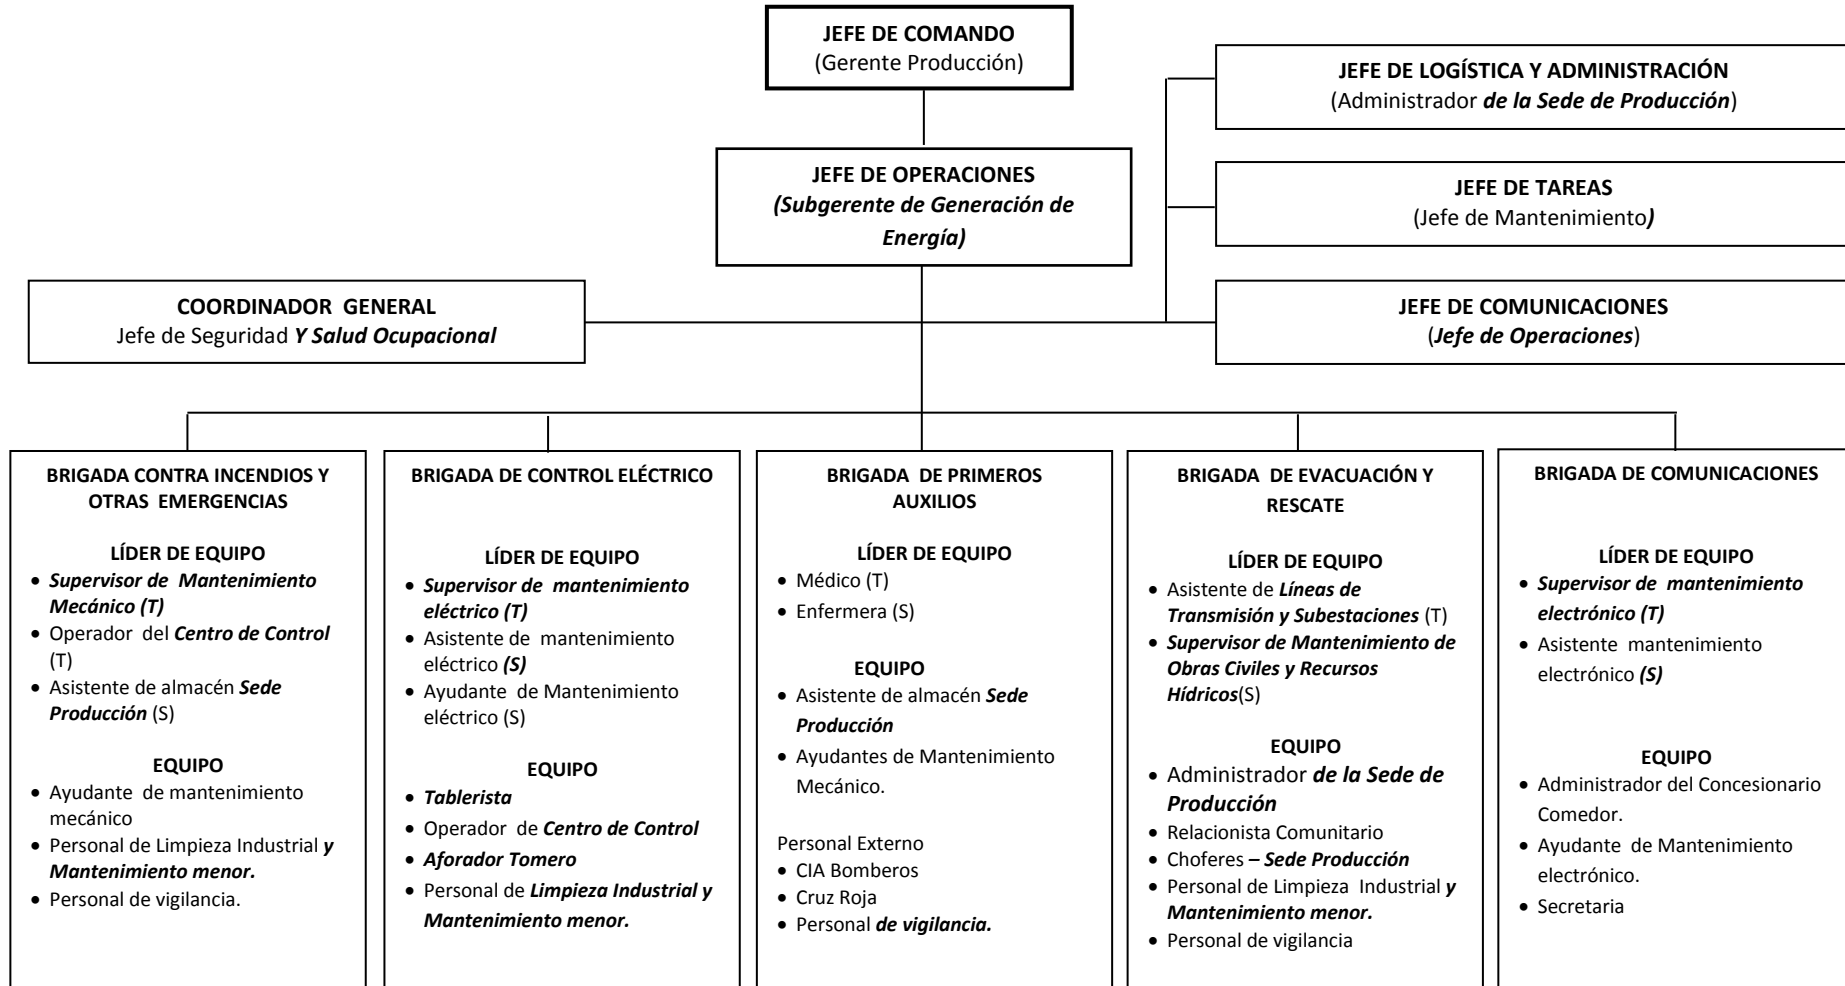 JEFE DE COMANDO
(Gerente Producción)
JEFE DE LOGÍSTICA Y ADMINISTRACIÓN
(Administrador de la Sede de Producción)
JEFE DE OPERACIONES
(Subgerente de Generación de
Energía)
JEFE DE TAREAS
(Jefe de Mantenimiento)
COORDINADOR GENERAL
Jefe de Seguridad Y Salud Ocupacional
JEFE DE COMUNICACIONES
(Jefe de Operaciones)
BRIGADA CONTRA INCENDIOS Y
OTRAS EMERGENCIAS
LÍDER DE EQUIPO
• Supervisor de Mantenimiento
Mecánico (T)
• Operador del Centro de Control
(T)
• Asistente de almacén Sede
Producción (S)
EQUIPO
• Ayudante de mantenimiento
mecánico
• Personal de Limpieza Industrial y
Mantenimiento menor.
• Personal de vigilancia.
BRIGADA DE CONTROL ELÉCTRICO
LÍDER DE EQUIPO
• Supervisor de mantenimiento
eléctrico (T)
• Asistente de mantenimiento
eléctrico (S)
• Ayudante de Mantenimiento
eléctrico (S)
EQUIPO
• Tablerista
• Operador de Centro de Control
• Aforador Tomero
• Personal de Limpieza Industrial y
Mantenimiento menor.
BRIGADA DE PRIMEROS
AUXILIOS
LÍDER DE EQUIPO
• Médico (T)
• Enfermera (S)
EQUIPO
• Asistente de almacén Sede
Producción
• Ayudantes de Mantenimiento
Mecánico.
Personal Externo
• CIA Bomberos
• Cruz Roja
• Personal de vigilancia.
BRIGADA DE EVACUACIÓN Y
RESCATE
LÍDER DE EQUIPO
• Asistente de Líneas de
Transmisión y Subestaciones (T)
• Supervisor de Mantenimiento de
Obras Civiles y Recursos
Hídricos(S)
EQUIPO
• Administrador de la Sede de
Producción
• Relacionista Comunitario
• Choferes – Sede Producción
• Personal de Limpieza Industrial y
Mantenimiento menor.
• Personal de vigilancia
BRIGADA DE COMUNICACIONES
LÍDER DE EQUIPO
• Supervisor de mantenimiento
electrónico (T)
• Asistente mantenimiento
electrónico (S)
EQUIPO
• Administrador del Concesionario
Comedor.
• Ayudante de Mantenimiento
electrónico.
• Secretaria